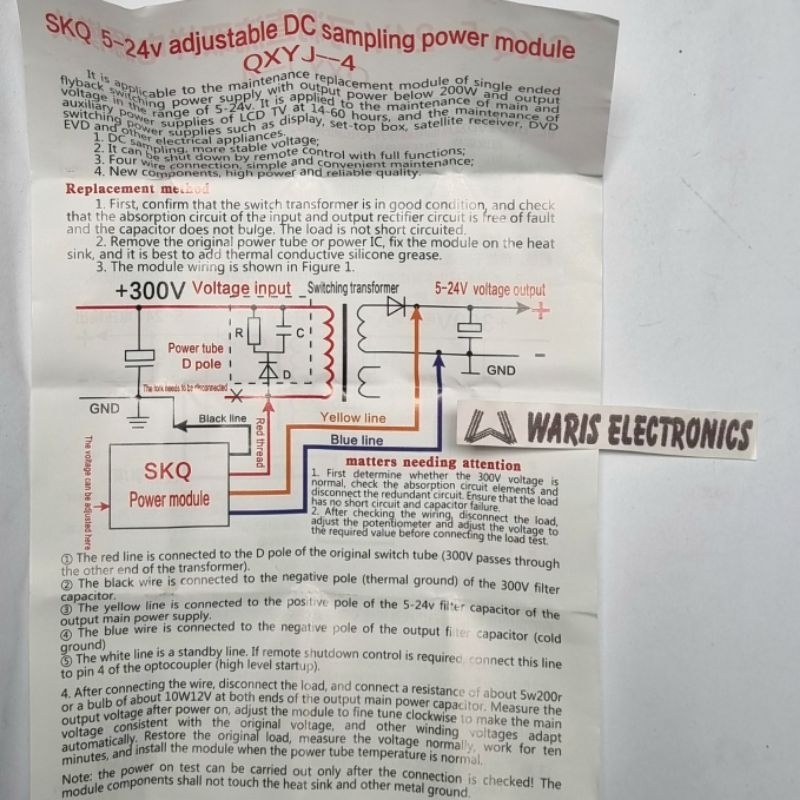 SKQ 5-24v adjustable DC sampling power module
QXYJ-4
It is applicable to the maintenance replacement module of single ended
flyback switching power supply with output power below 200W and output
voltage in the range of 5-24v. It is applied to the maintenance of main and
auxiliary power supplies of LCD TV at 14-60 hours, and the maintenance of
switching power supplies such as display, set-top box, satellite receiver, DVD
EVD and other electrical appliances.
1. DC sampling, more stable voltage;
2. It can be shut down by remote control with full functions;
3. Four wire connection, simple and convenient maintenance;
4. New components, high power and reliable quality.
Replacement method
1. First, confirm that the switch transformer is in good condition, and check
that the absorption circuit of the input and output rectifier circuit is free of fault
and the capacitor does not bulge. The load is not short circuited.
2. Remove the original power tube or power IC, fix the module on the heat
sink, and it is best to add thermal conductive silicone grease.
3. The module wiring is shown in Figure 1.
+300V Voltage input Switching transformer 5-24V voltage output
+
R C
Power tube
D pole
D
The tonk needs to be disconnected
-
GND
GND
Black line
Red thread
Yellow line
Blue line
WARIS ELECTRONICS
The voltage can be adjusted here
SKQ
Power module
matters needing attention
1. First determine whether the 300V voltage is
normal, check the absorption circuit elements and
disconnect the redundant circuit. Ensure that the load
has no short circuit and capacitor failure.
2. After checking the wiring, disconnect the load,
adjust the potentiometer and adjust the voltage to
the required value before connecting the load test.
① The red line is connected to the D pole of the original switch tube (300V passes through
the other end of the transformer).
② The black wire is connected to the negative pole (thermal ground) of the 300V filter
capacitor.
③ The yellow line is connected to the positive pole of the 5-24v filter capacitor of the
output main power supply.
④ The blue wire is connected to the negative pole of the output filter capacitor (cold
ground)
⑤ The white line is a standby line. If remote shutdown control is required, connect this line
to pin 4 of the optocoupler (high level startup).
4. After connecting the wire, disconnect the load, and connect a resistance of about 5w200r
or a bulb of about 10W12V at both ends of the output main power capacitor. Measure the
output voltage after power on, adjust the module to fine tune clockwise to make the main
voltage consistent with the original voltage, and other winding voltages adapt
automatically. Restore the original load, measure the voltage normally, work for ten
minutes, and install the module when the power tube temperature is normal.
Note: the power on test can be carried out only after the connection is checked! The
module components shall not touch the heat sink and other metal ground.